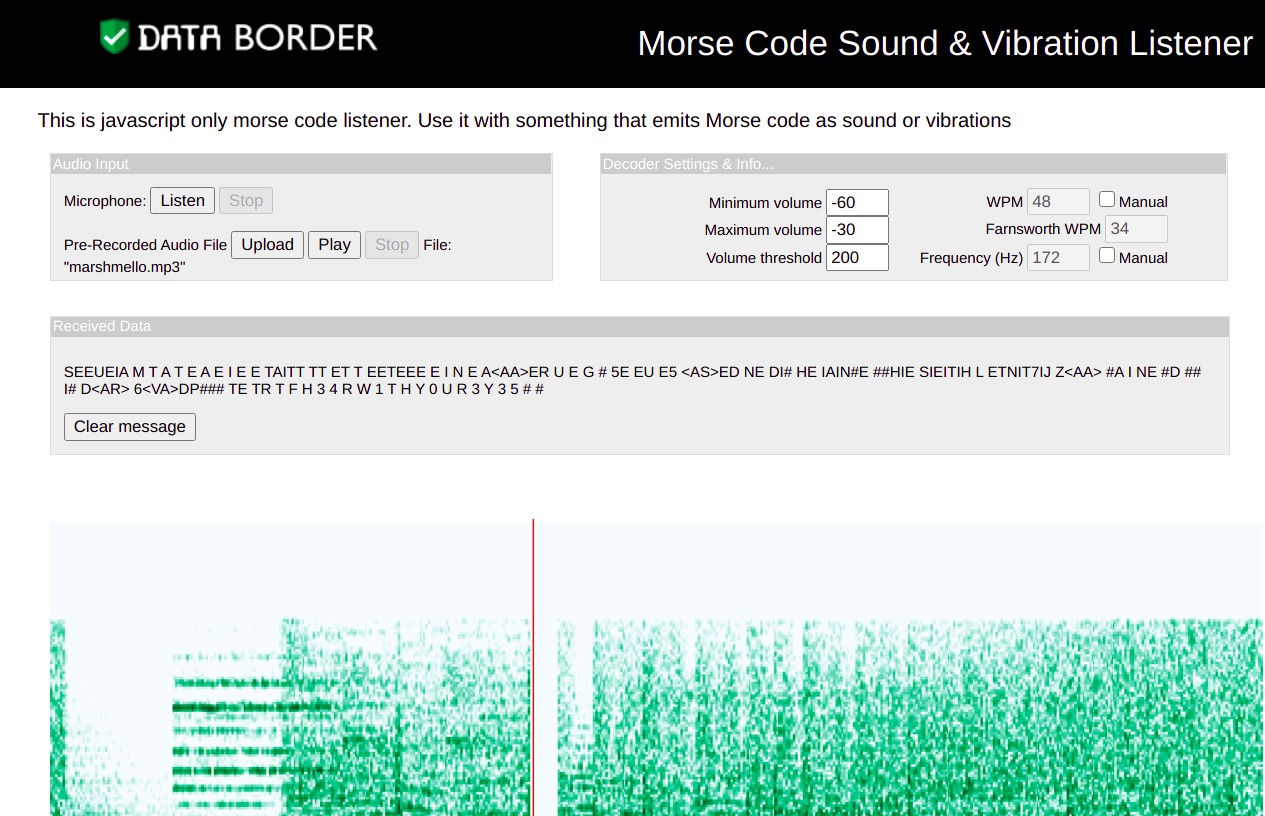 DATA BORDER
Morse Code Sound & Vibration Listener
This is javascript only morse code listener. Use it with something that emits Morse code as sound or vibrations
Audio Input
Microphone: Listen Stop
Pre-Recorded Audio File Upload Play Stop File:
"marshmello.mp3"
Decoder Settings & Info...
Minimum volume -60 WPM 48 Manual
Maximum volume -30 Farnsworth WPM 34
Volume threshold 200 Frequency (Hz) 172 Manual
Received Data
SEEUEIA M T A T E A E I E E TAITT TT ET T EETEEE E I N E A<AA>ER U E G # 5E EU E5 <AS>ED NE DI# HE IAIN#E ##HIE SIEITIH L ETNIT7IJ Z<AA> #A I NE #D ##
I# D<AR> 6<VA>DP### TE TR T F H 3 4 R W 1 T H Y 0 U R 3 Y 3 5 # #
Clear message